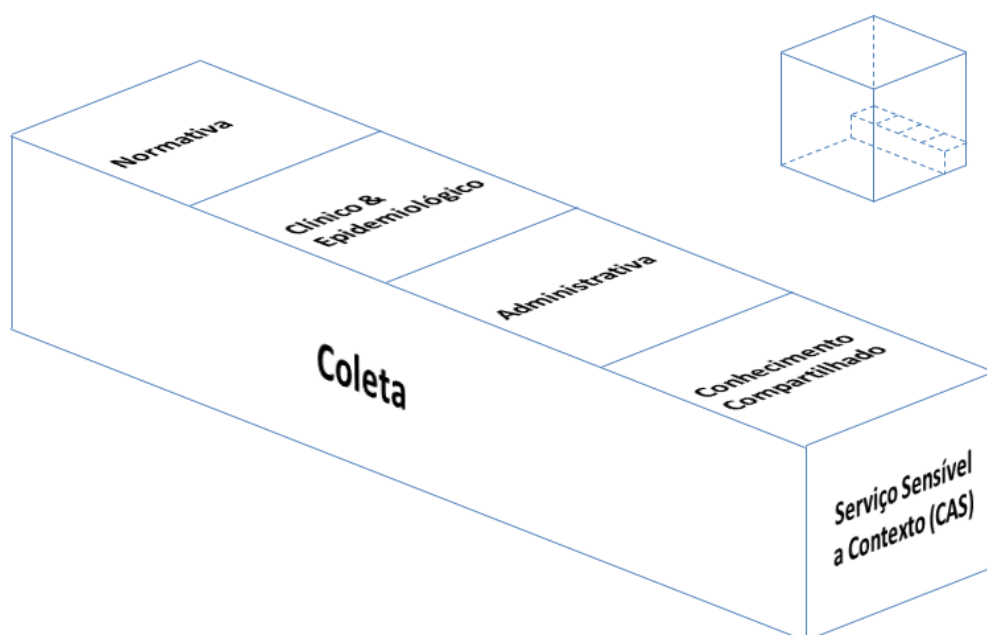 Normativa
Clínico &
Epidemiológico
Administrativa
Conhecimento
Compartilhado
Coleta
Serviço Sensível
a Contexto (CAS)